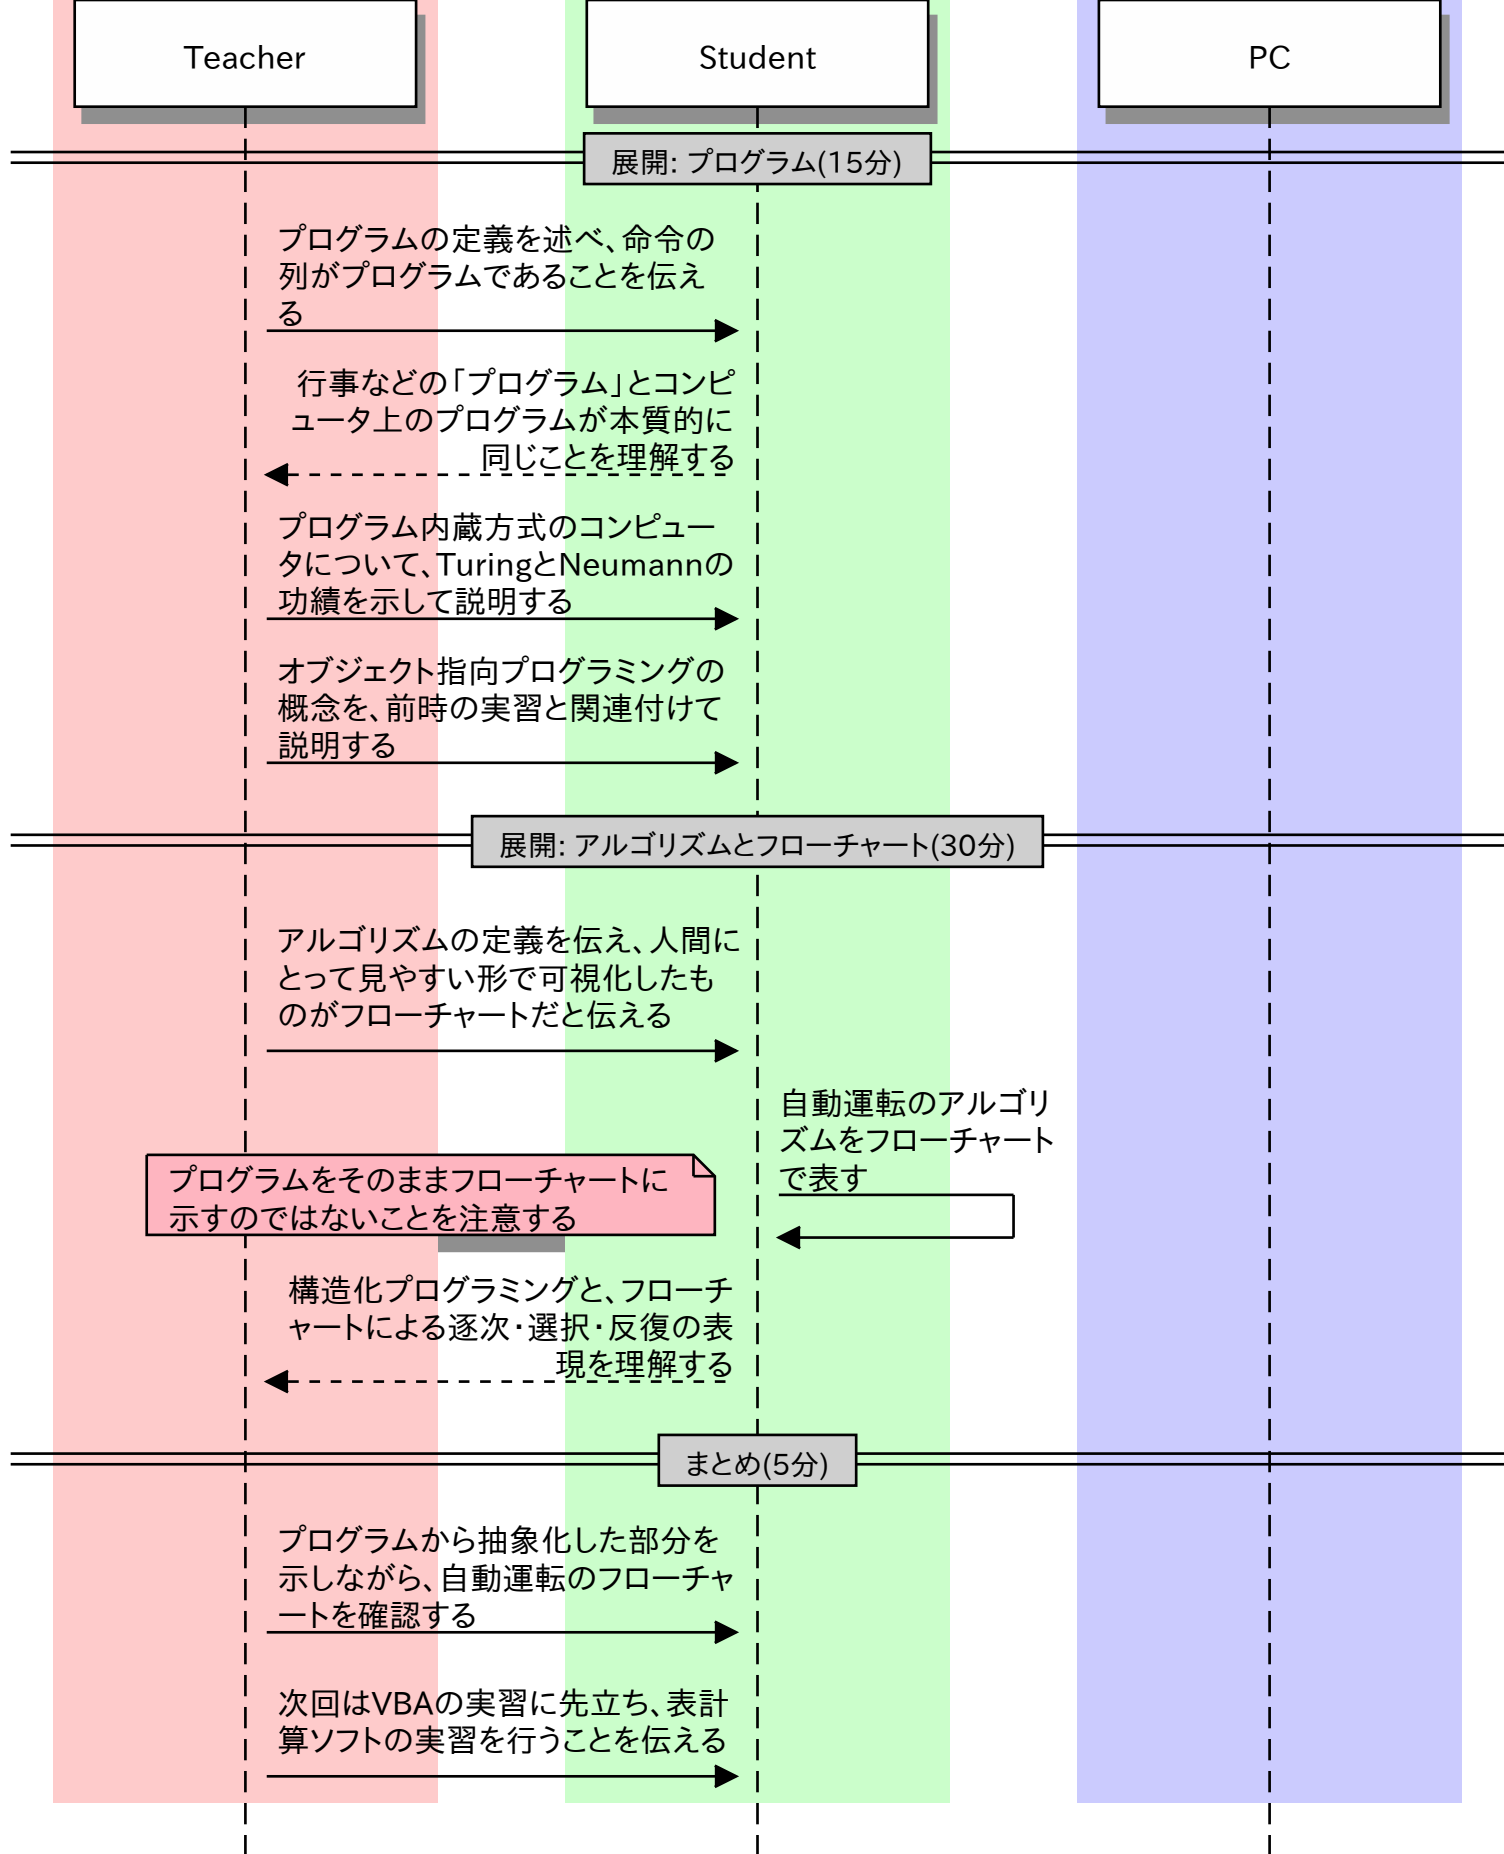 Teacher
Student
PC
展開: プログラム(15分)
プログラムの定義を述べ、命令の
列がプログラムであることを伝え
る
行事などの「プログラム」とコンピ
ュータ上のプログラムが本質的に
同じことを理解する
プログラム内蔵方式のコンピュー
タについて、TuringとNeumannの
功績を示して説明する
オブジェクト指向プログラミングの
概念を、前時の実習と関連付けて
説明する
展開: アルゴリズムとフローチャート(30分)
アルゴリズムの定義を伝え、人間に
とって見やすい形で可視化したも
のがフローチャートだと伝える
自動運転のアルゴリ
ズムをフローチャート
で表す
プログラムをそのままフローチャートに
示すのではないことを注意する
構造化プログラミングと、フローチ
ャートによる逐次・選択・反復の表
現を理解する
まとめ(5分)
プログラムから抽象化した部分を
示しながら、自動運転のフローチャ
ートを確認する
次回はVBAの実習に先立ち、表計
算ソフトの実習を行うことを伝える